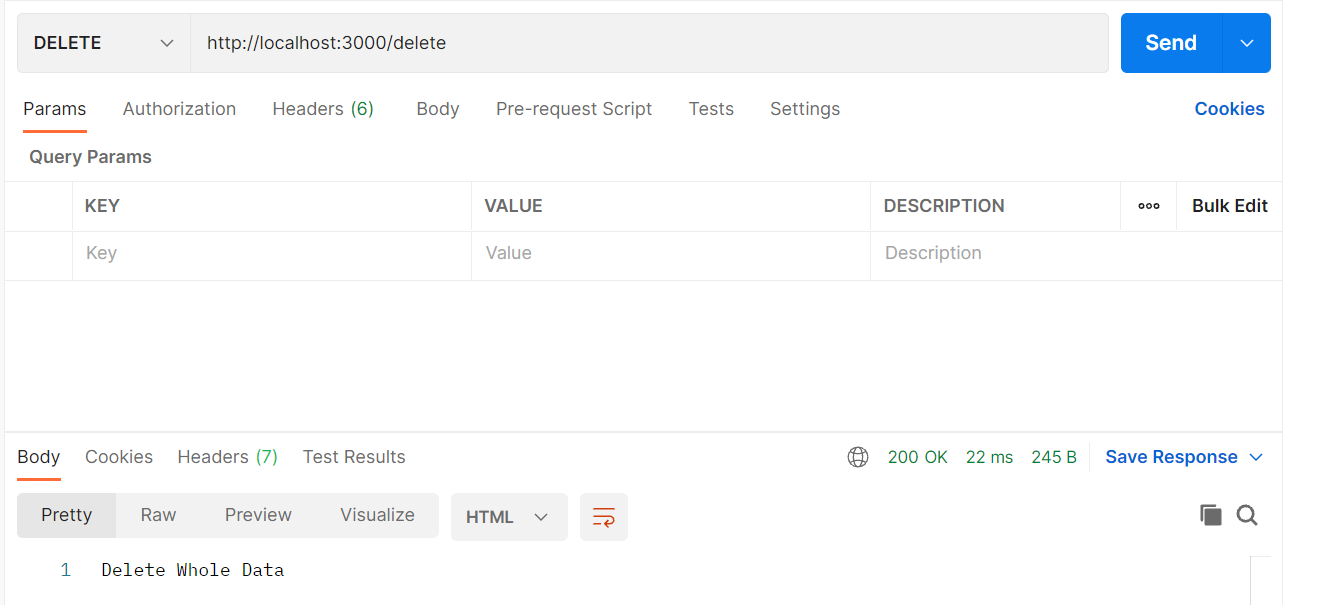 DELETE http://localhost:3000/delete Send
Params Authorization Headers (6) Body Pre-request Script Tests Settings Cookies
Query Params
KEY VALUE DESCRIPTION ooo Bulk Edit
Key Value Description
Body Cookies Headers (7) Test Results 200 OK 22 ms 245 B Save Response
Pretty Raw Preview Visualize HTML
1 Delete Whole Data